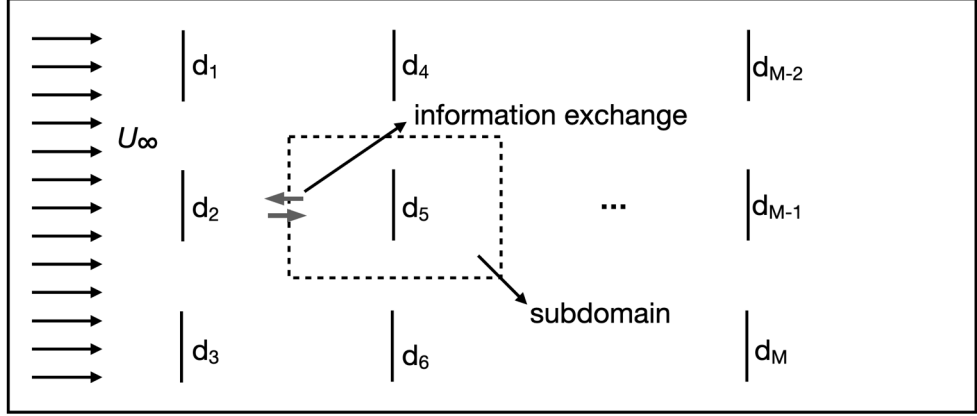 d1 d4 dM-2
information exchange
U∞
d2 d5 ... dM-1
subdomain
d3 d6 dM